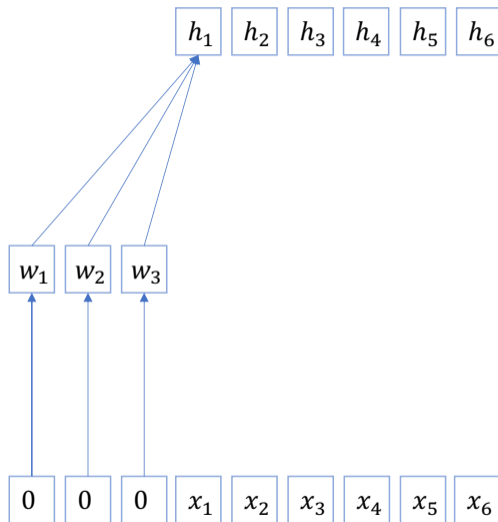 h₁ h₂ h₃ h₄ h₅ h₆
w₁ w₂ w₃
0 0 0 x₁ x₂ x₃ x₄ x₅ x₆